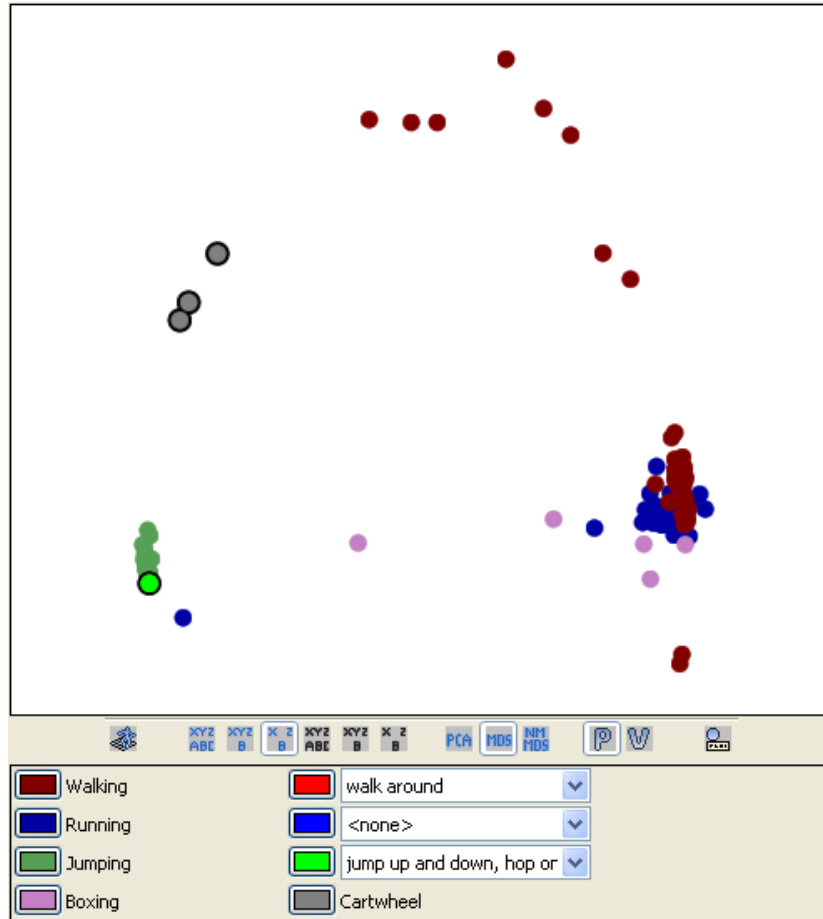 XYZ ABC XYZ B X Z B XYZ ABC XYZ B X Z B PCA MDS NM MDS P V PLOT
Walking walk around
Running <none>
Jumping jump up and down, hop or
Boxing Cartwheel